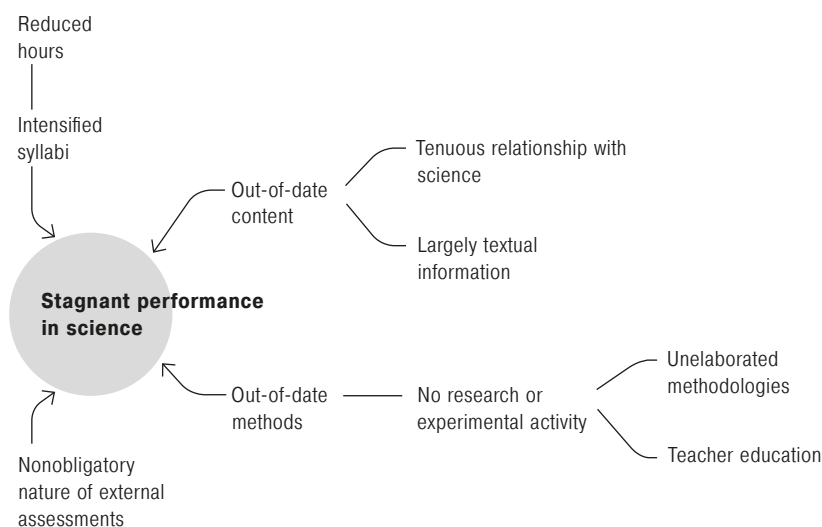 Reduced
hours
Intensified
syllabi
Out-of-date
content
Tenuous relationship with
science
Largely textual
information
Stagnant performance
in science
Out-of-date
methods
No research or
experimental activity
Unelaborated
methodologies
Teacher education
Nonobligatory
nature of external
assessments